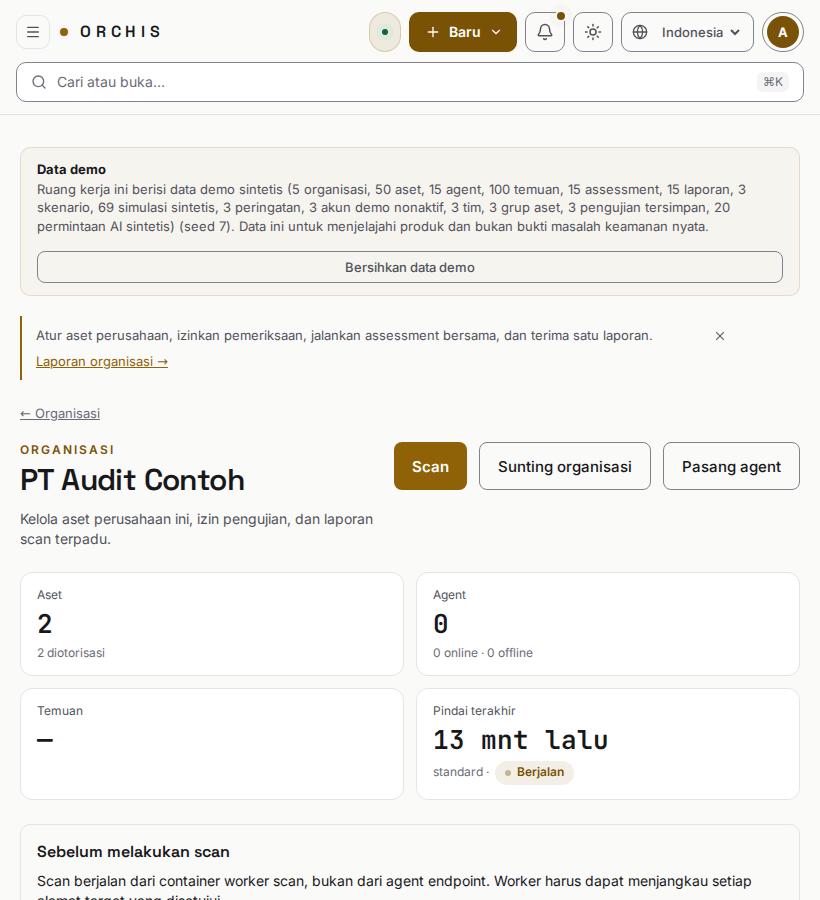 ORCHIS
Baru
Indonesia
A
Cari atau buka...
⌘K
Data demo
Ruang kerja ini berisi data demo sintetis (5 organisasi, 50 aset, 15 agent, 100 temuan, 15 assessment, 15 laporan, 3
skenario, 69 simulasi sintetis, 3 peringatan, 3 akun demo nonaktif, 3 tim, 3 grup aset, 3 pengujian tersimpan, 20
permintaan AI sintetis) (seed 7). Data ini untuk menjelajahi produk dan bukan bukti masalah keamanan nyata.
Bersihkan data demo
Atur aset perusahaan, izinkan pemeriksaan, jalankan assessment bersama, dan terima satu laporan.
Laporan organisasi →
← Organisasi
ORGANISASI
PT Audit Contoh
Scan
Sunting organisasi
Pasang agent
Kelola aset perusahaan ini, izin pengujian, dan laporan
scan terpadu.
Aset
2
2 diotorisasi
Agent
0
0 online · 0 offline
Temuan
—
Pindai terakhir
13 mnt lalu
standard · Berjalan
Sebelum melakukan scan
Scan berjalan dari container worker scan, bukan dari agent endpoint. Worker harus dapat menjangkau setiap